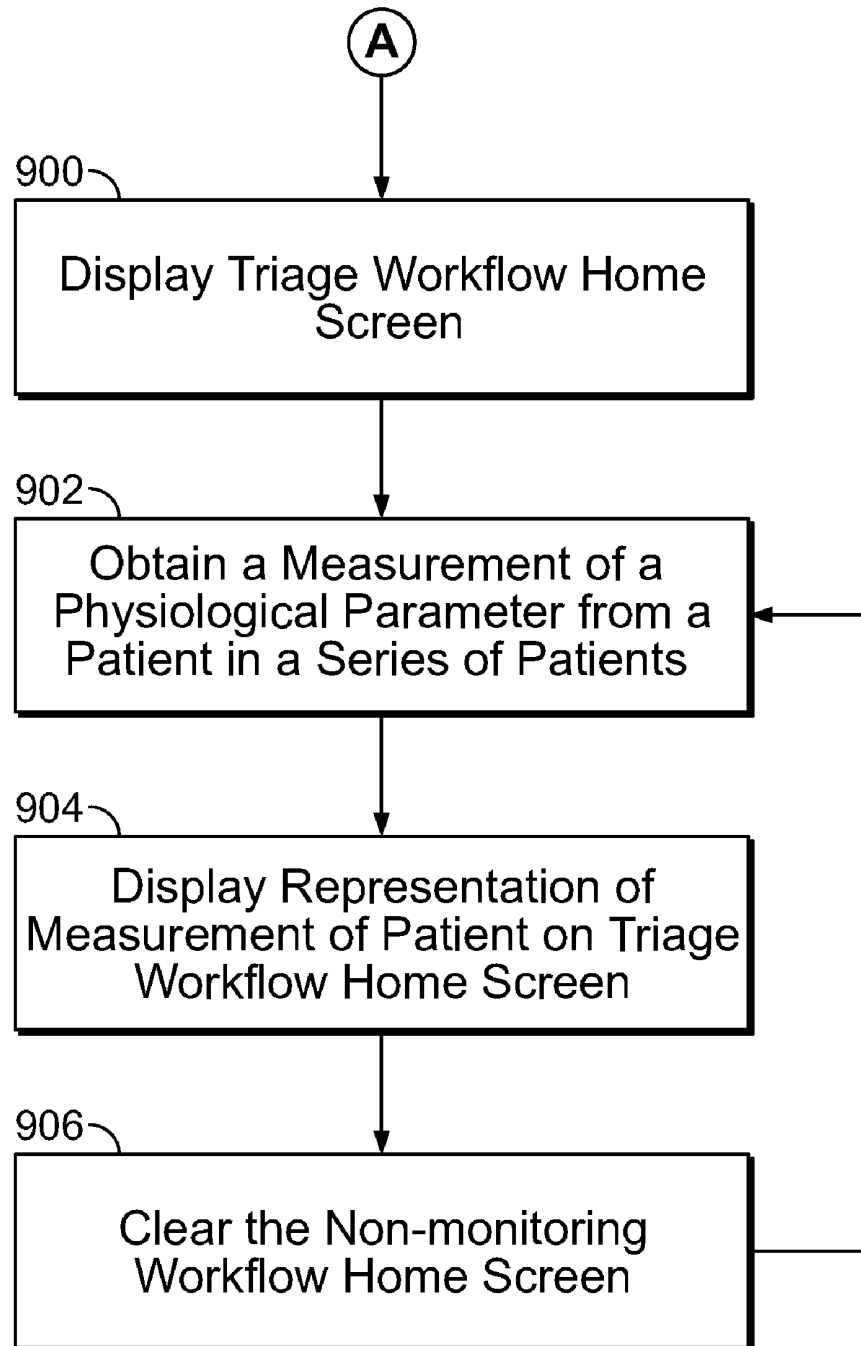 A
900
Display Triage Workflow Home
Screen
902
Obtain a Measurement of a
Physiological Parameter from a
Patient in a Series of Patients
904
Display Representation of
Measurement of Patient on Triage
Workflow Home Screen
906
Clear the Non-monitoring
Workflow Home Screen